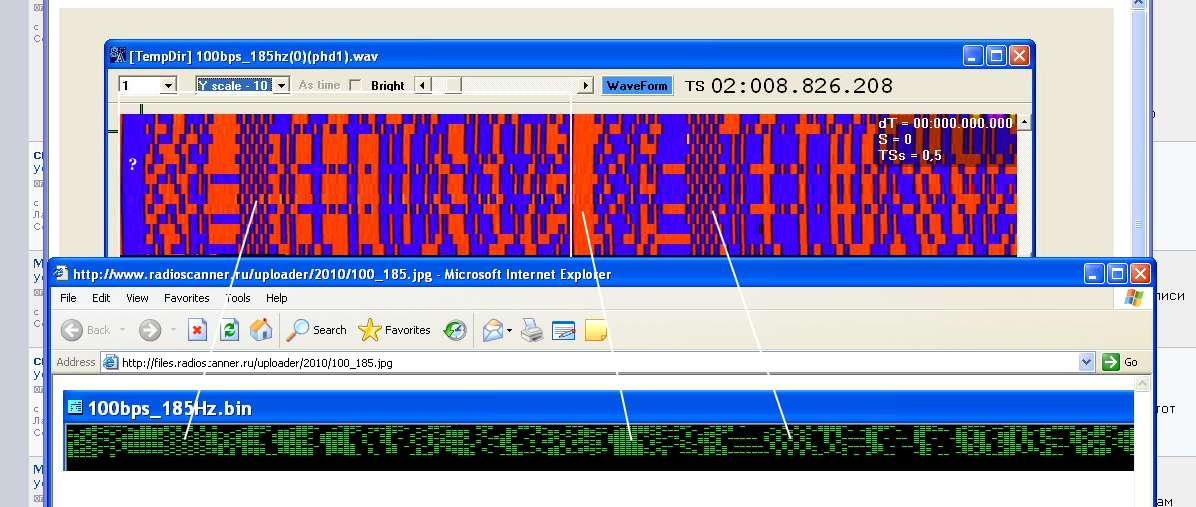 [TempDir] 100bps_185hz(0)(phd1).wav
1 Y scale - 10 As time Bright WaveForm TS 02:008.826.208
dT = 00:000.000.000
S = 0
TSs = 0,5
?
http://www.radioscanner.ru/uploader/2010/100_185.jpg - Microsoft Internet Explorer
File Edit View Favorites Tools Help
Back Search Favorites
Address http://files.radioscanner.ru/uploader/2010/100_185.jpg Go
100bps_185Hz.bin
писи
тот
ам